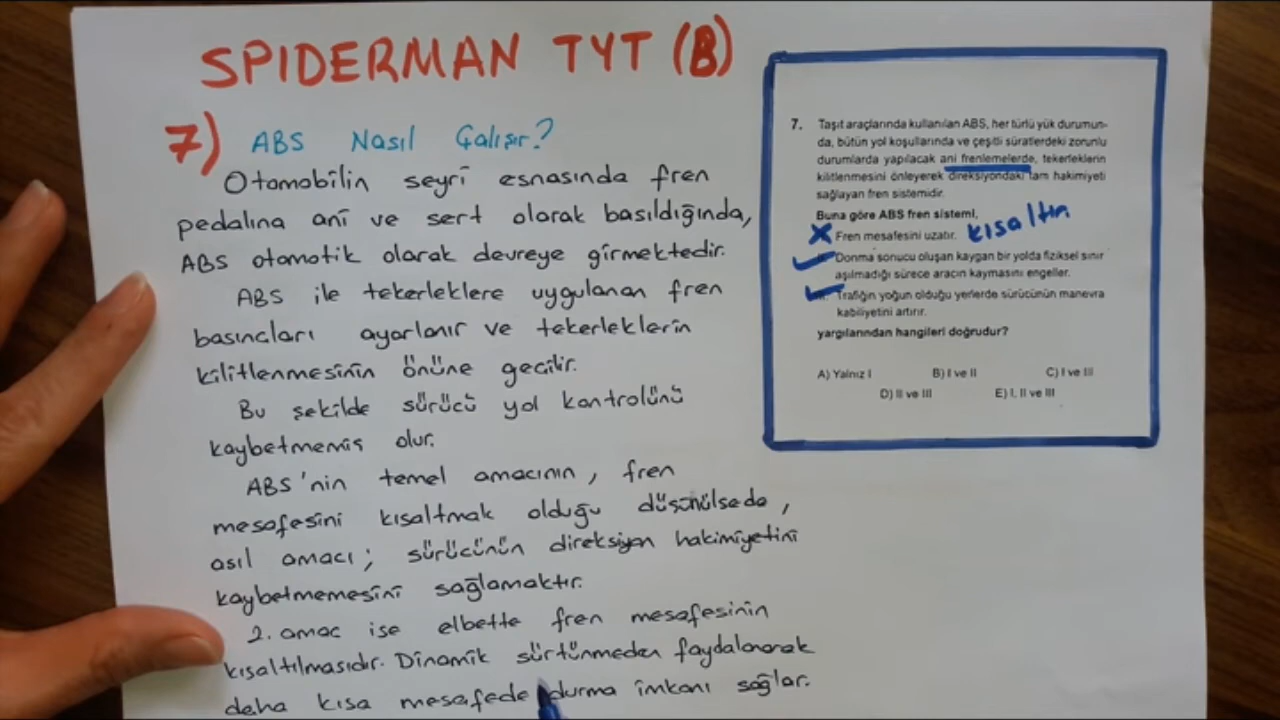 SPIDERMAN TYT (B)
7) ABS Nasıl Çalışır?
Otomobilin seyri esnasında fren
pedalına ani ve sert olarak basıldığında,
ABS otomotik olarak devreye girmektedir.
ABS ile tekerleklere uygulanan fren
basıncları ayarlanır ve tekerleklerin
kilitlenmesinin önüne gecilir.
Bu şekilde sürücü yol kontrolünü
kaybetmemiş olur.
ABS'nin temel amacının, fren
mesafesini kısaltmak olduğu düşünülsede,
asıl amacı; sürücünün direksiyon hakimiyetini
kaybetmemesini sağlamaktır.
2. amac ise elbette fren mesafesinin
kısaltılmasıdır. Dinamik sürtünmeden faydalanarak
daha kısa mesafede durma imkanı sağlar.
7. Taşıt araçlarında kullanılan ABS, her türlü yük durumun-
da, bütün yol koşullarında ve çeşitli süratlerdeki zorunlu
durumlarda yapılacak ani frenlemelerde, tekerleklerin
kilitlenmesini önleyerek direksiyondaki tam hakimiyeti
sağlayan fren sistemidir.
Buna göre ABS fren sistemi,
Fren mesafesini uzatır. kısaltın
Donma sonucu oluşan kaygan bir yolda fiziksel sınır
aşılmadığı sürece aracın kaymasını engeller.
Trafiğin yoğun olduğu yerlerde sürücünün manevra
kabiliyetini artırır.
yargılarından hangileri doğrudur?
A) Yalnız I B) I ve II C) I ve III
D) II ve III E) I, II ve III